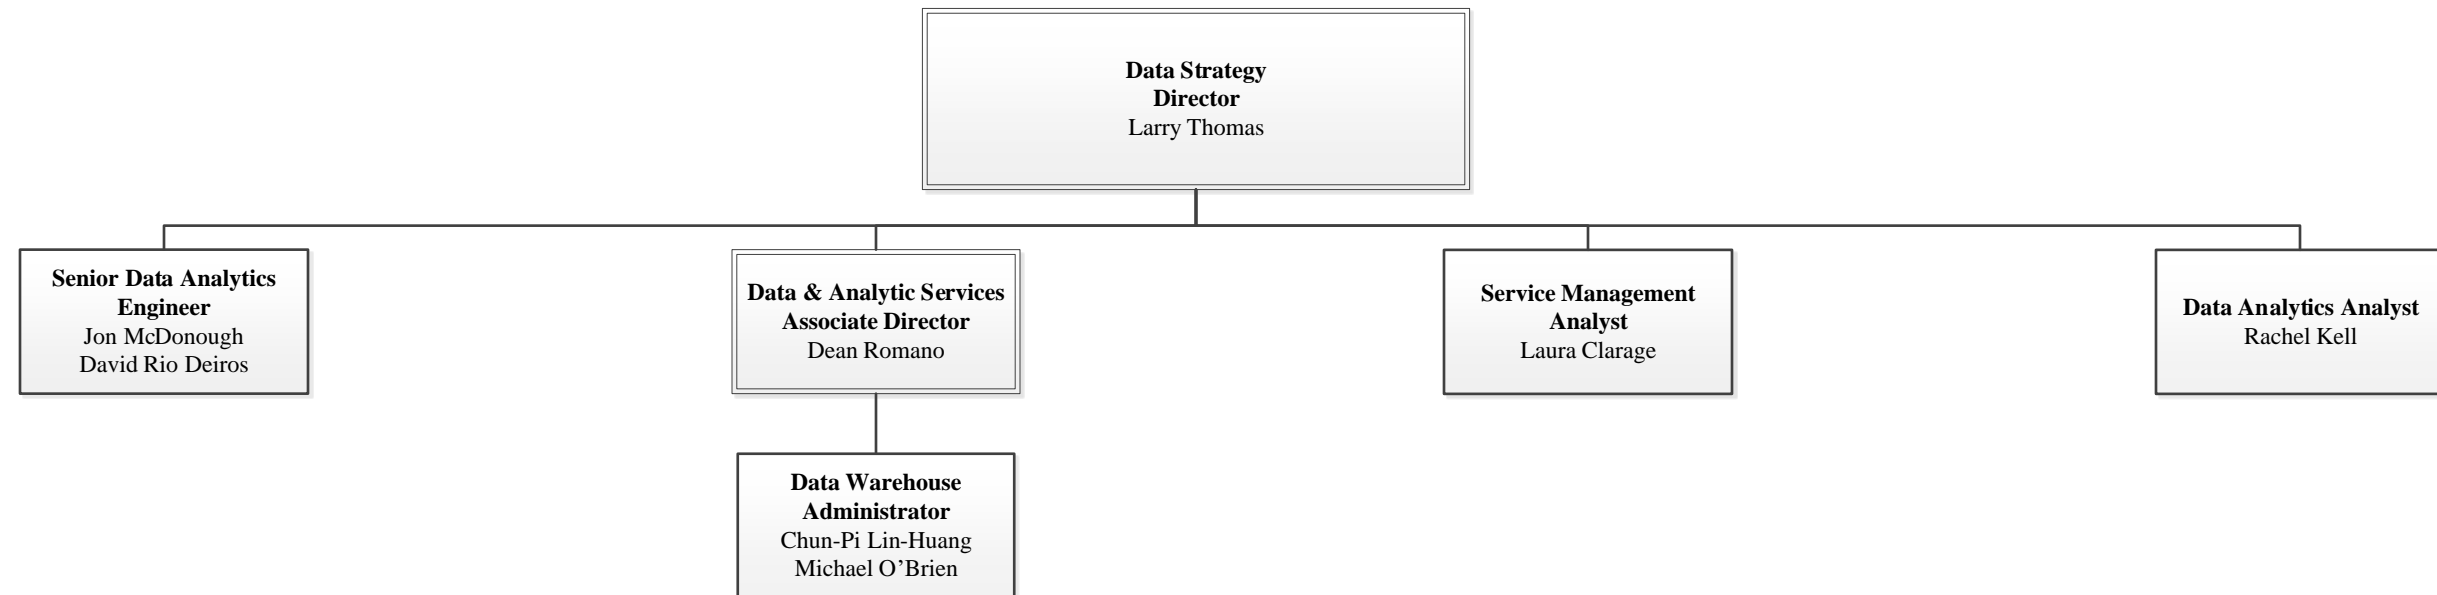 Data Strategy
Director
Larry Thomas
Senior Data Analytics
Engineer
Jon McDonough
David Rio Deiros
Data & Analytic Services
Associate Director
Dean Romano
Service Management
Analyst
Laura Clarage
Data Analytics Analyst
Rachel Kell
Data Warehouse
Administrator
Chun-Pi Lin-Huang
Michael O’Brien